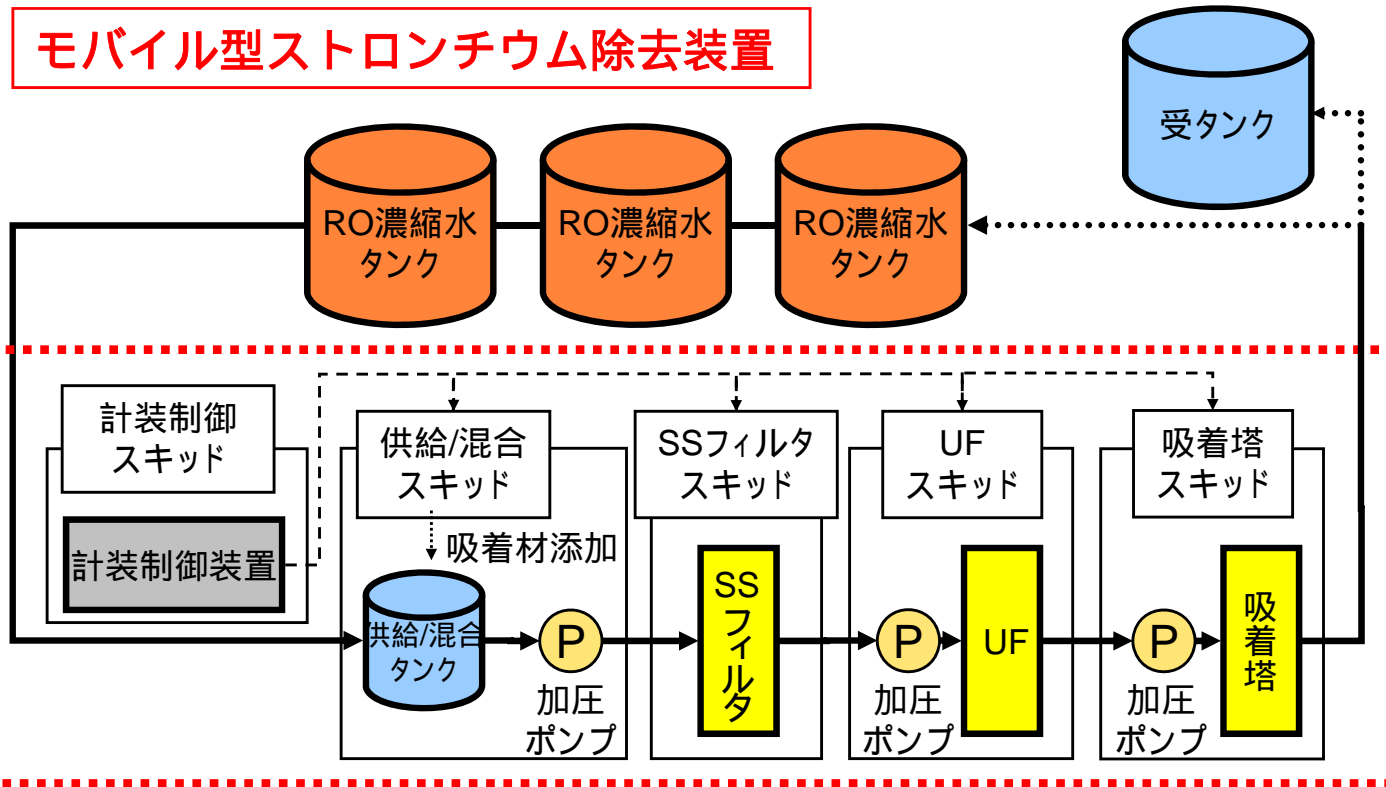 モバイル型ストロンチウム除去装置
受タンク
RO濃縮水
タンク
RO濃縮水
タンク
RO濃縮水
タンク
計装制御
スキッド
供給/混合
スキッド
SSフィルタ
スキッド
UF
スキッド
吸着塔
スキッド
計装制御装置
吸着材添加
供給/混合
タンク
P
加圧
ポンプ
SS
フィルタ
P
加圧
ポンプ
UF
P
加圧
ポンプ
吸着塔